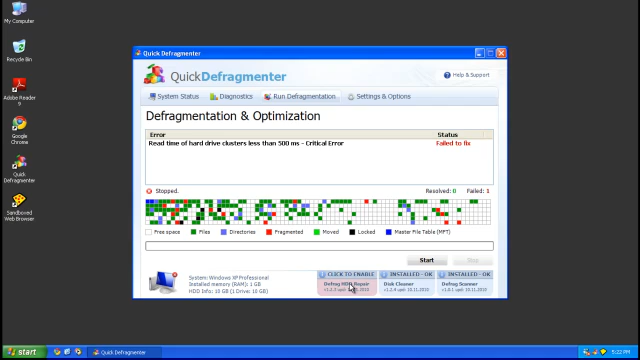 My Computer
Recycle Bin
Adobe Reader
9
Google
Chrome
Quick
Defragmenter
Sandboxed
Web Browser
Quick Defragmenter
QuickDefragmenter
Help & Support
System Status
Diagnostics
Run Defragmentation
Settings & Options
Defragmentation & Optimization
Error
Status
Read time of hard drive clusters less than 500 ms - Critical Error
Failed to fix
Stopped.
Resolved: 0
Failed: 1
Free space
Files
Directories
Fragmented
Moved
Locked
Master File Table (MFT)
Start
Stop
System: Windows XP Professional
Installed memory (RAM): 1 GB
HDD Info: 10 GB (1 Drive: 10 GB)
CLICK TO ENABLE
Defrag HDD Repair
INSTALLED - OK
Disk Cleaner
INSTALLED - OK
Defrag Scanner
start
Quick Defragmenter
5:22 PM